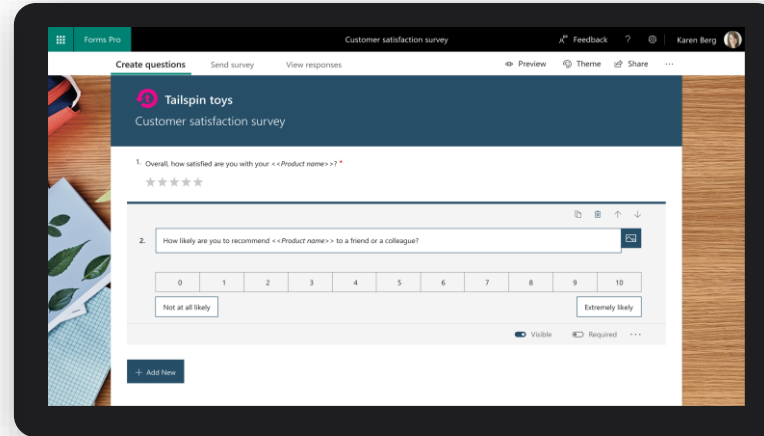 Forms Pro
Customer satisfaction survey
Feedback
?
Karen Berg
Create questions
Send survey
View responses
Preview
Theme
Share
...
Tailspin toys
Customer satisfaction survey
1. Overall, how satisfied are you with your <<Product name>>? *
2. How likely are you to recommend <<Product name>> to a friend or a colleague?
0 1 2 3 4 5 6 7 8 9 10
Not at all likely
Extremely likely
Visible
Required
...
+ Add New